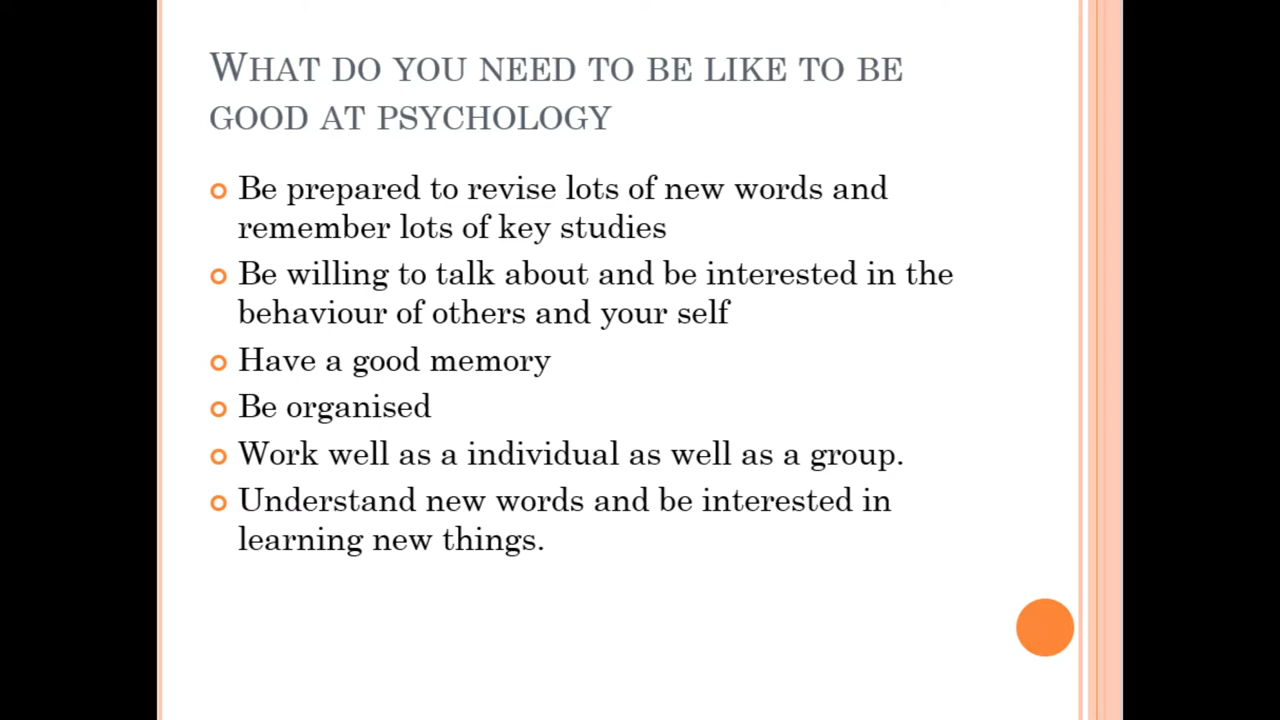 WHAT DO YOU NEED TO BE LIKE TO BE
GOOD AT PSYCHOLOGY
Be prepared to revise lots of new words and
remember lots of key studies
Be willing to talk about and be interested in the
behaviour of others and your self
Have a good memory
Be organised
Work well as a individual as well as a group.
Understand new words and be interested in
learning new things.